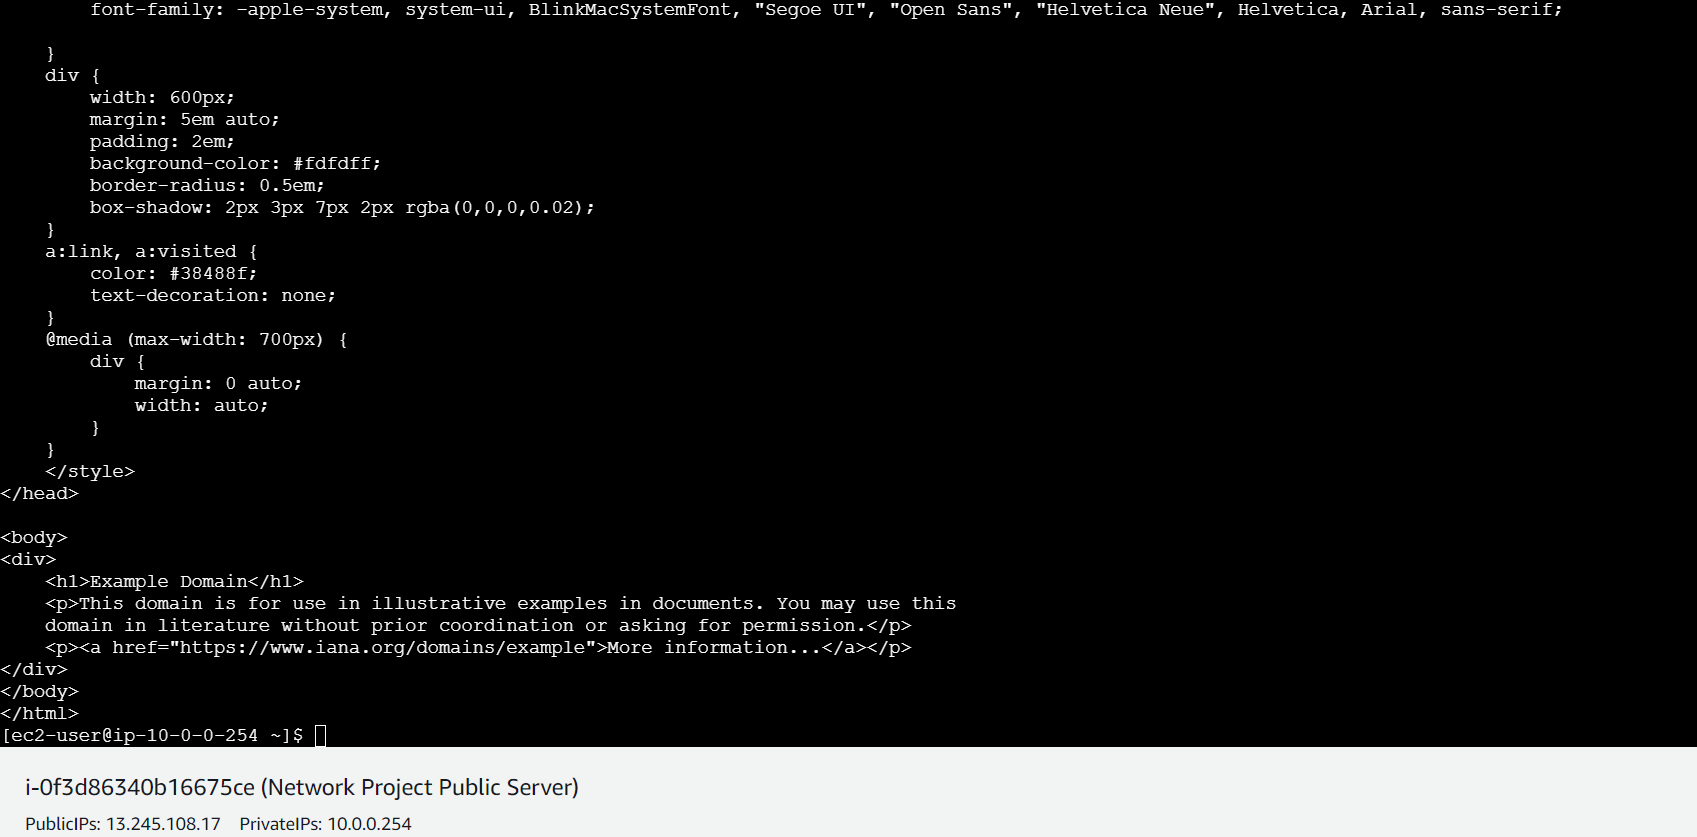 font-family: -apple-system, system-ui, BlinkMacSystemFont, "Segoe UI", "Open Sans", "Helvetica Neue", Helvetica, Arial, sans-serif;
}
div {
width: 600px;
margin: 5em auto;
padding: 2em;
background-color: #fdfdff;
border-radius: 0.5em;
box-shadow: 2px 3px 7px 2px rgba(0,0,0,0.02);
}
a:link, a:visited {
color: #38488f;
text-decoration: none;
}
@media (max-width: 700px) {
div {
margin: 0 auto;
width: auto;
}
}
</style>
</head>
<body>
<div>
<h1>Example Domain</h1>
<p>This domain is for use in illustrative examples in documents. You may use this
domain in literature without prior coordination or asking for permission.</p>
<p><a href="https://www.iana.org/domains/example">More information...</a></p>
</div>
</body>
</html>
[ec2-user@ip-10-0-0-254 ~]$
i-0f3d86340b16675ce (Network Project Public Server)
PublicIPs: 13.245.108.17 PrivateIPs: 10.0.0.254